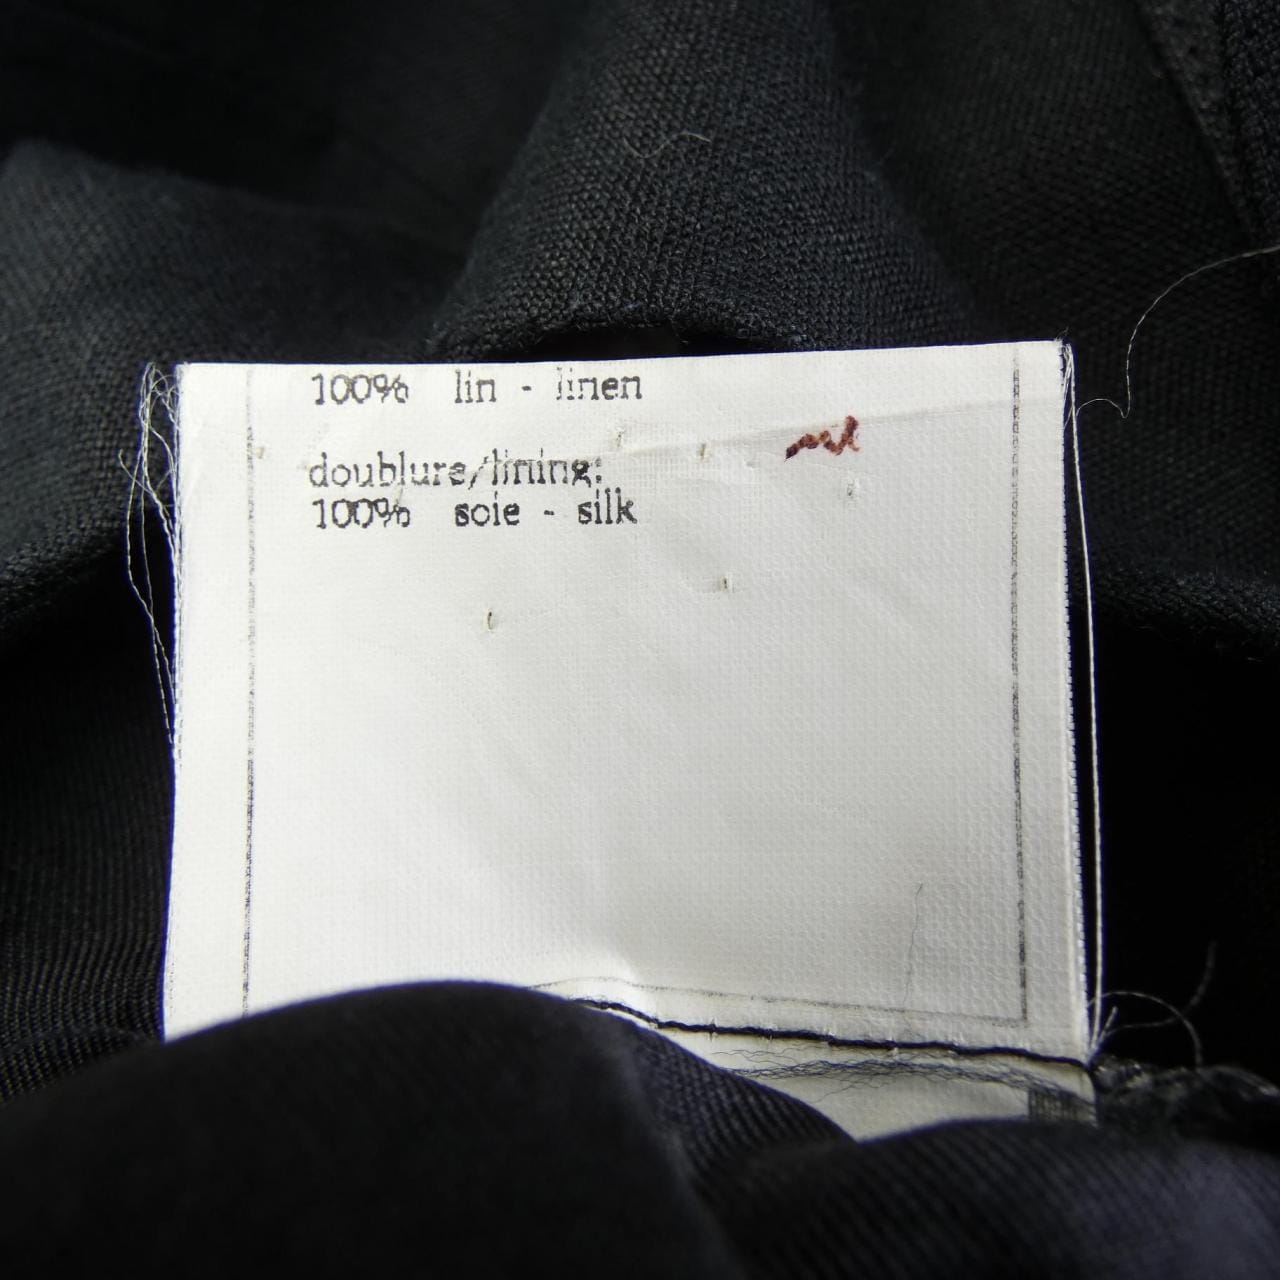 100% lin - linen
doublure/lining:
100% soie - silk